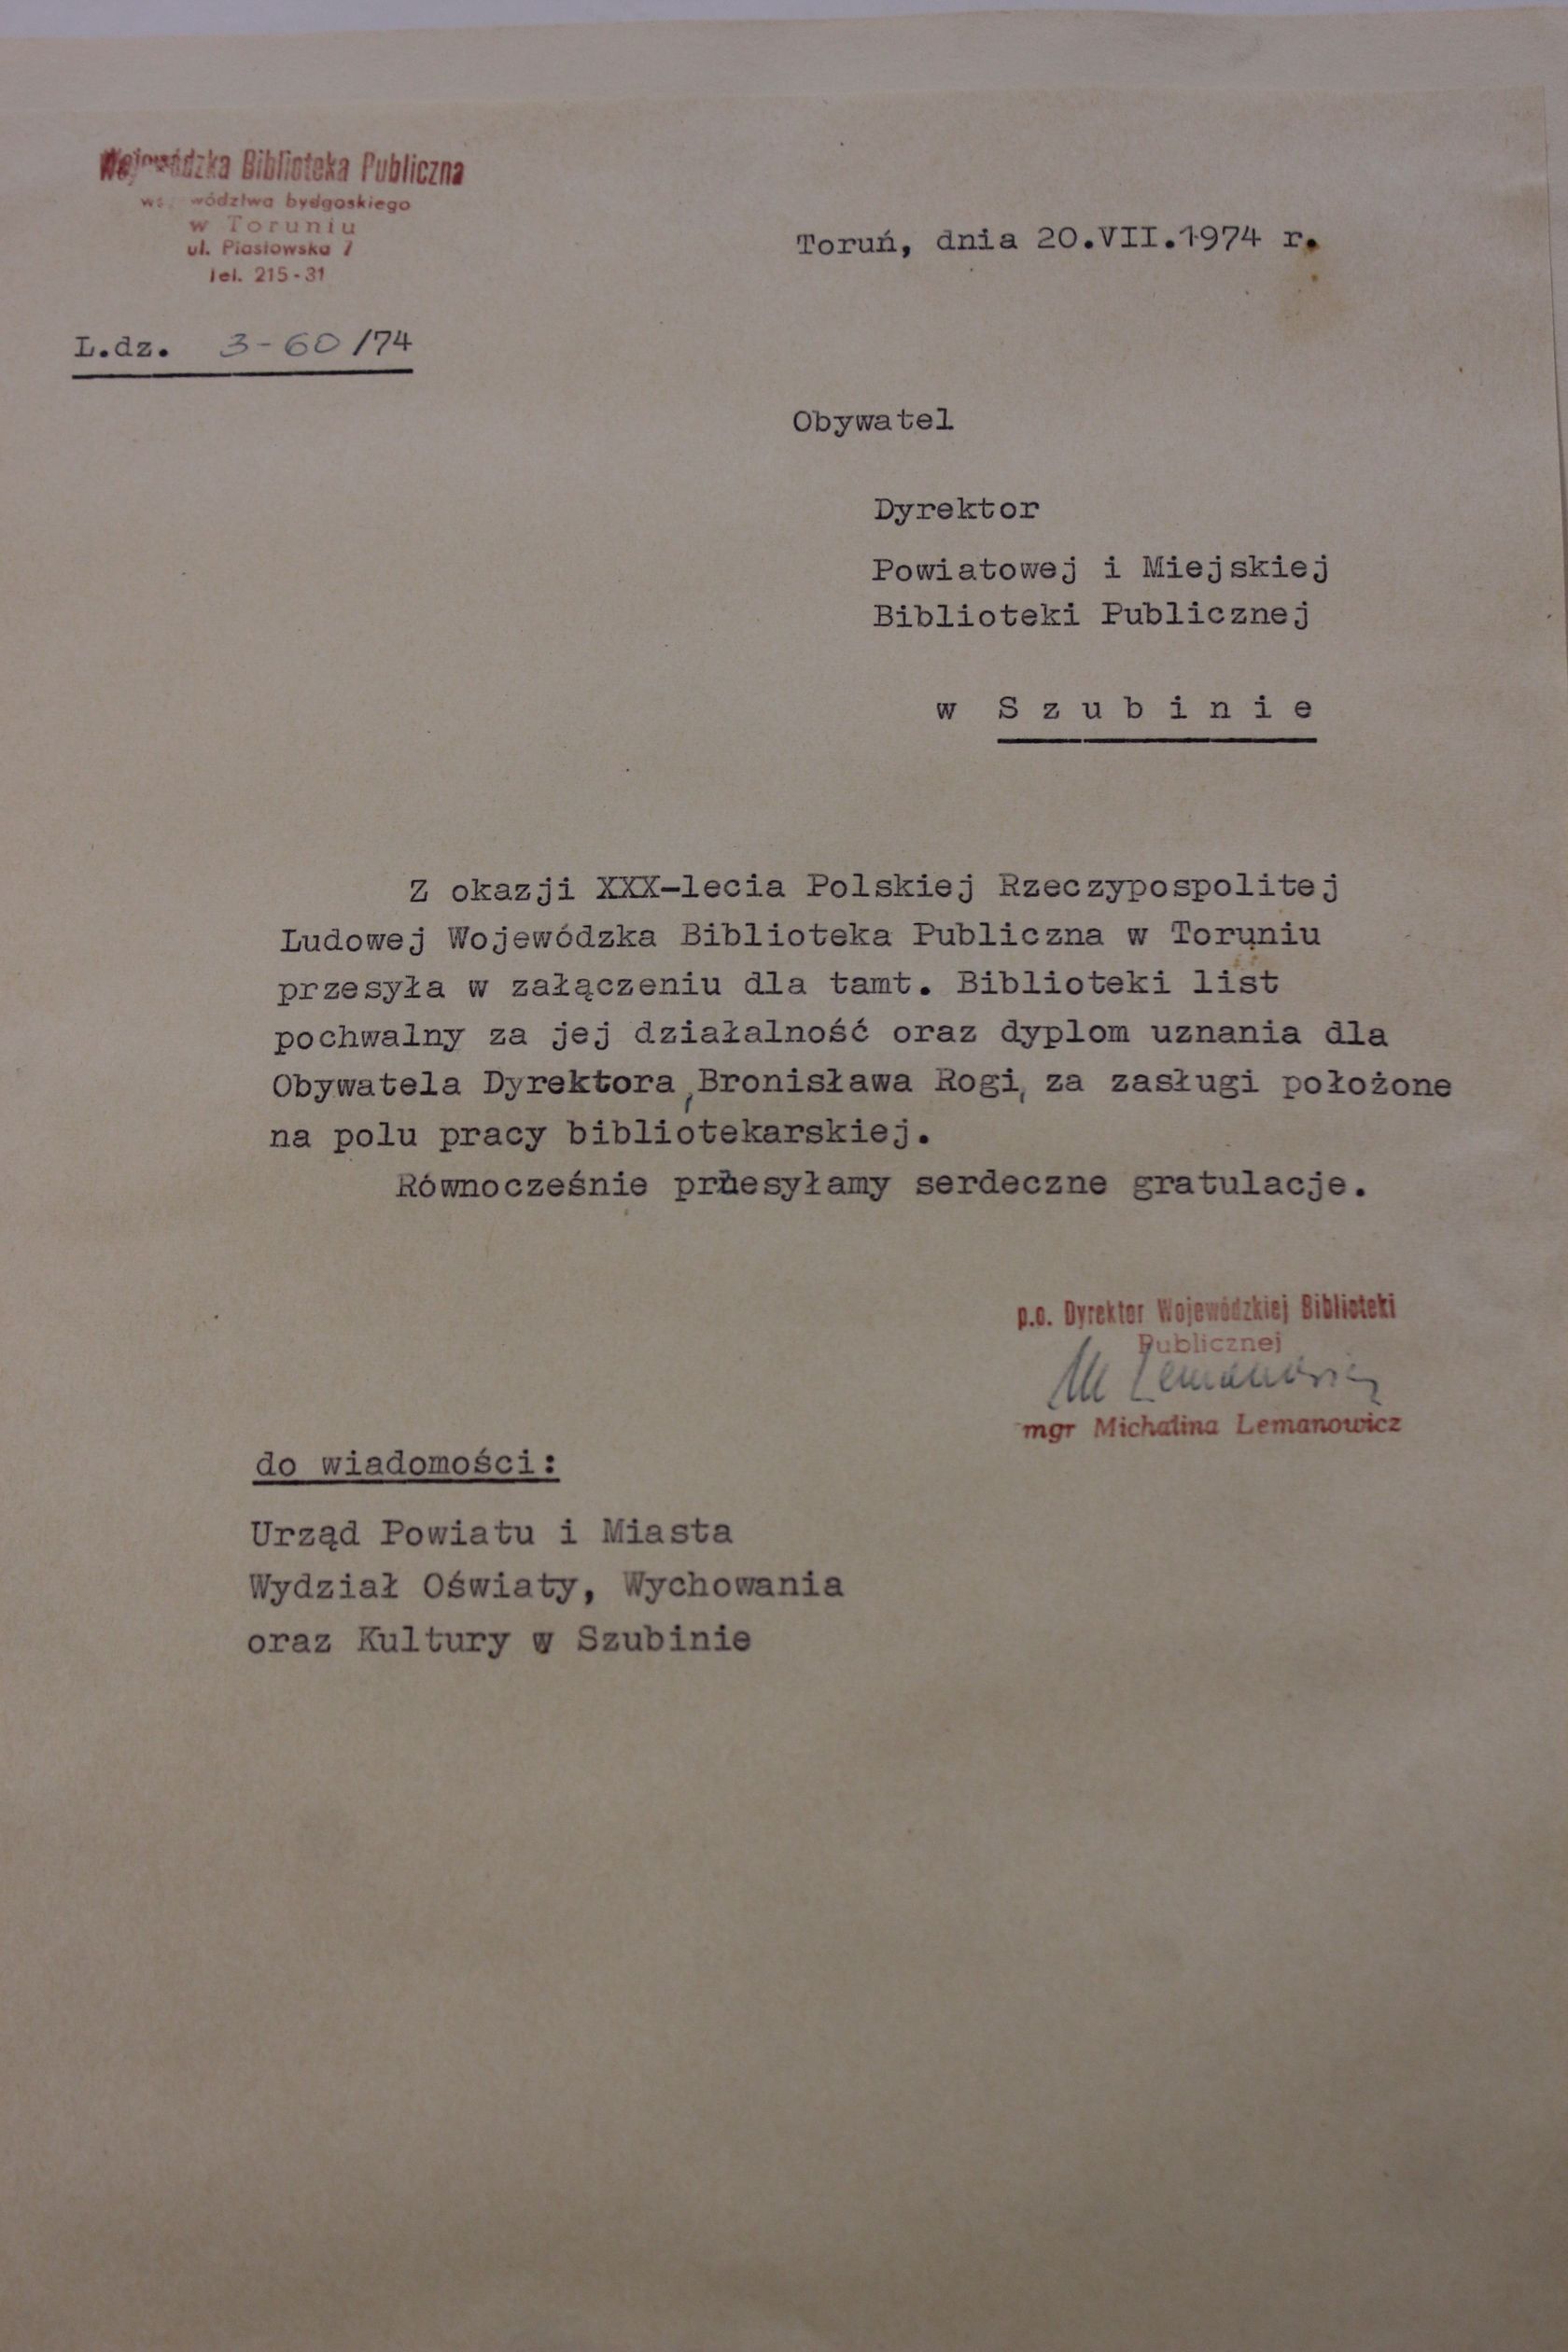 Wojewódzka Biblioteka Publiczna
województwa bydgoskiego
w Toruniu
ul. Piastowska 7
tel. 215-31
Toruń, dnia 20.VII.1974 r.
L.dz. 3-60/74
Obywatel
Dyrektor
Powiatowej i Miejskiej
Biblioteki Publicznej
w S z u b i n i e
Z okazji XXX-lecia Polskiej Rzeczypospolitej
Ludowej Wojewódzka Biblioteka Publiczna w Toruniu
przesyła w załączeniu dla tamt. Biblioteki list
pochwalny za jej działalność oraz dyplom uznania dla
Obywatela Dyrektora, Bronisława Rogi, za zasługi położone
na polu pracy bibliotekarskiej.
Równocześnie przesyłamy serdeczne gratulacje.
p.o. Dyrektor Wojewódzkiej Biblioteki
Publicznej
M Lemanowicz
mgr Michalina Lemanowicz
do wiadomości:
Urząd Powiatu i Miasta
Wydział Oświaty, Wychowania
oraz Kultury w Szubinie